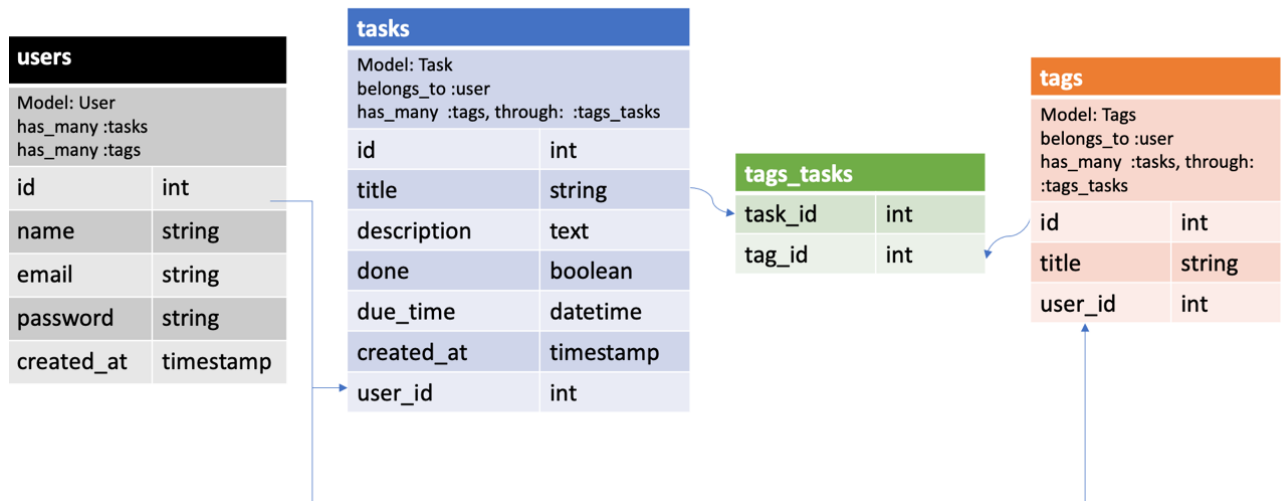 users
Model: User
has_many :tasks
has_many :tags
id int
name string
email string
password string
created_at timestamp
tasks
Model: Task
belongs_to :user
has_many :tags, through: :tags_tasks
id int
title string
description text
done boolean
due_time datetime
created_at timestamp
user_id int
tags_tasks
task_id int
tag_id int
tags
Model: Tags
belongs_to :user
has_many :tasks, through:
:tags_tasks
id int
title string
user_id int